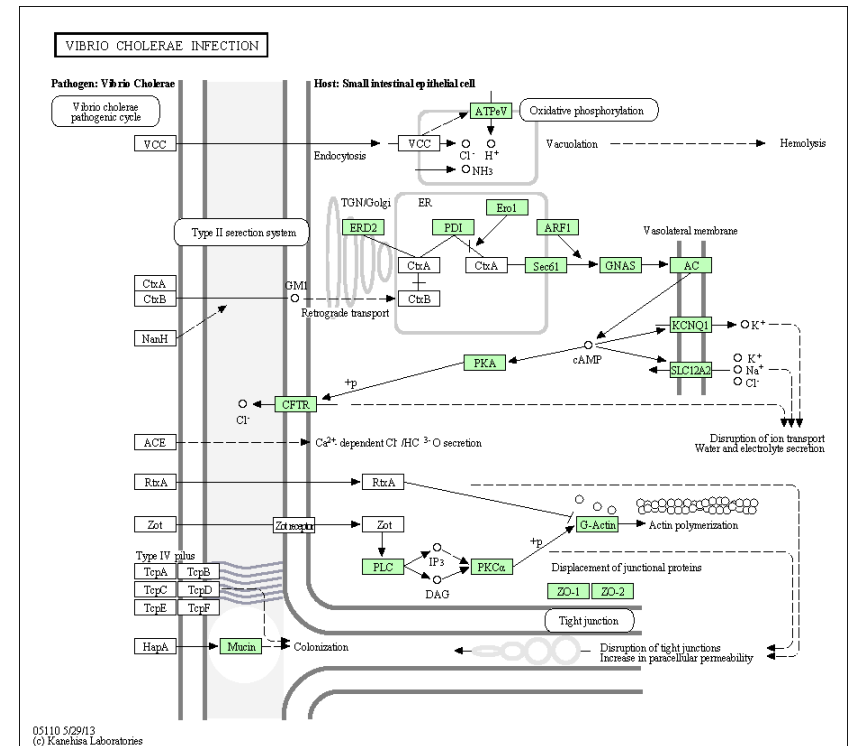 VIBRIO CHOLERAE INFECTION
Pathogen: Vibrio Cholerae
Host: Small intestinal epithelial cell
Vibrio cholerae
pathogenic cycle
ATPeV
Oxidative phosphorylation
VCC
Endocytosis
VCC
Cl-
H+
NH3
Vacuolation
Hemolysis
TGN/Golgi
ER
Ero1
ERD2
PDI
ARF1
Type II serection system
Vasolateral membrane
CtxA
CtxA
Sec61
GNAS
AC
CtxA
CtxB
GM1
CtxB
Retrograde transport
NanH
KCNQ1
K+
cAMP
PKA
SLC12A2
K+
Na+
Cl-
+p
CFTR
Cl-
ACE
Ca2+- dependent Cl-/HC 3- O secretion
Disruption of ion transport
Water and electrolyte secretion
RtxA
RtxA
Zot
Zot receptor
Zot
G-Actin
Actin polymerization
+p
Type IV pilus
PLC
IP3
DAG
PKCα
Displacement of junctional proteins
TcpA
TcpB
TcpC
TcpD
TcpE
TcpF
ZO-1
ZO-2
Tight junction
HapA
Mucin
Colonization
Disruption of tight junctions
Increase in paracellular permeability
05110 5/29/13
(c) Kanehisa Laboratories